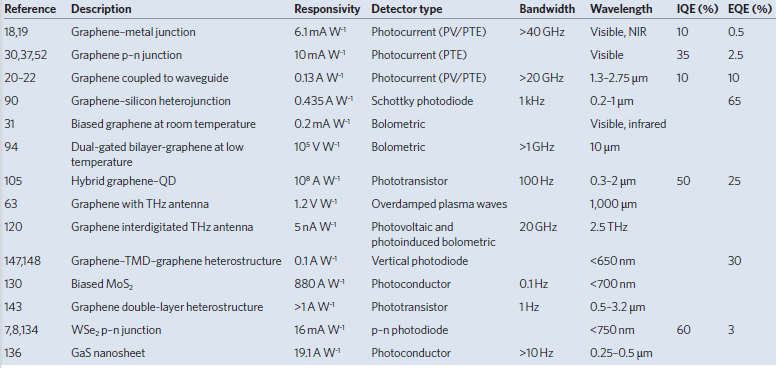 Reference Description Responsivity Detector type Bandwidth Wavelength IQE (%) EQE (%)
18,19 Graphene–metal junction 6.1 mA W⁻¹ Photocurrent (PV/PTE) >40 GHz Visible, NIR 10 0.5
30,37,52 Graphene p–n junction 10 mA W⁻¹ Photocurrent (PTE) Visible 35 2.5
20–22 Graphene coupled to waveguide 0.13 A W⁻¹ Photocurrent (PV/PTE) >20 GHz 1.3–2.75 μm 10 10
90 Graphene–silicon heterojunction 0.435 A W⁻¹ Schottky photodiode 1 kHz 0.2–1 μm 65
31 Biased graphene at room temperature 0.2 mA W⁻¹ Bolometric Visible, infrared
94 Dual-gated bilayer-graphene at low 10⁵ V W⁻¹ Bolometric >1 GHz 10 μm
temperature
105 Hybrid graphene–QD 10⁸ A W⁻¹ Phototransistor 100 Hz 0.3–2 μm 50 25
63 Graphene with THz antenna 1.2 V W⁻¹ Overdamped plasma waves 1,000 μm
120 Graphene interdigitated THz antenna 5 nA W⁻¹ Photovoltaic and 20 GHz 2.5 THz
photoinduced bolometric
147,148 Graphene–TMD–graphene heterostructure 0.1 A W⁻¹ Vertical photodiode <650 nm 30
130 Biased MoS₂ 880 A W⁻¹ Photoconductor 0.1 Hz <700 nm
143 Graphene double-layer heterostructure >1 A W⁻¹ Phototransistor 1 Hz 0.5–3.2 μm
7,8,134 WSe₂ p–n junction 16 mA W⁻¹ p–n photodiode <750 nm 60 3
136 GaS nanosheet 19.1 A W⁻¹ Photoconductor >10 Hz 0.25–0.5 μm